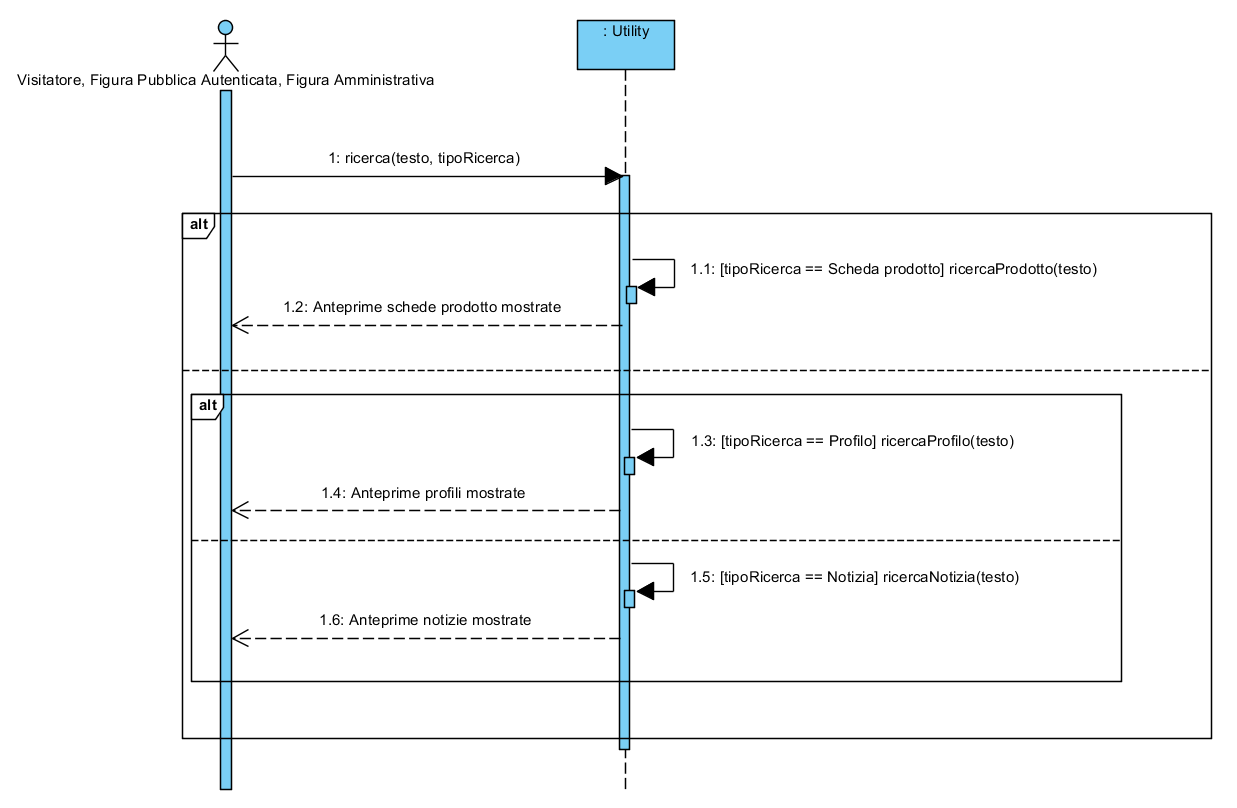 : Utility
Visitatore, Figura Pubblica Autenticata, Figura Amministrativa
1: ricerca(testo, tipoRicerca)
alt
1.1: [tipoRicerca == Scheda prodotto] ricercaProdotto(testo)
1.2: Anteprime schede prodotto mostrate
alt
1.3: [tipoRicerca == Profilo] ricercaProfilo(testo)
1.4: Anteprime profili mostrate
1.5: [tipoRicerca == Notizia] ricercaNotizia(testo)
1.6: Anteprime notizie mostrate